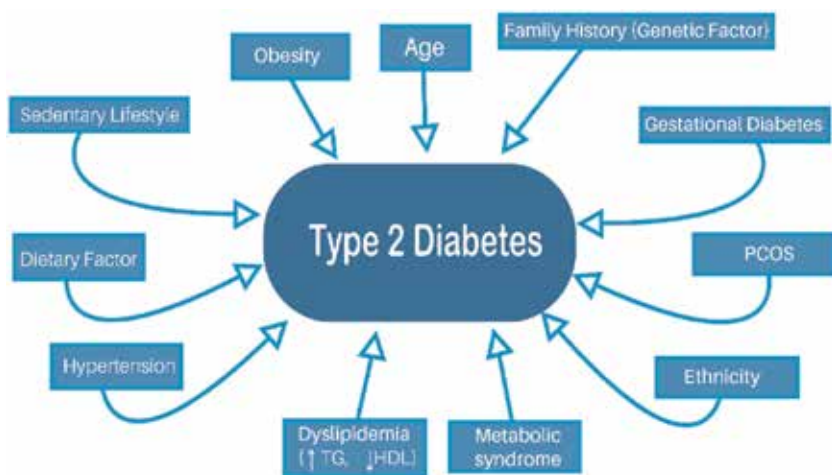 Obesity
Age
Family History (Genetic Factor)
Sedentary Lifestyle
Gestational Diabetes
Type 2 Diabetes
Dietary Factor
PCOS
Hypertension
Ethnicity
Dyslipidemia
(↑ TG, ↓HDL)
Metabolic
syndrome